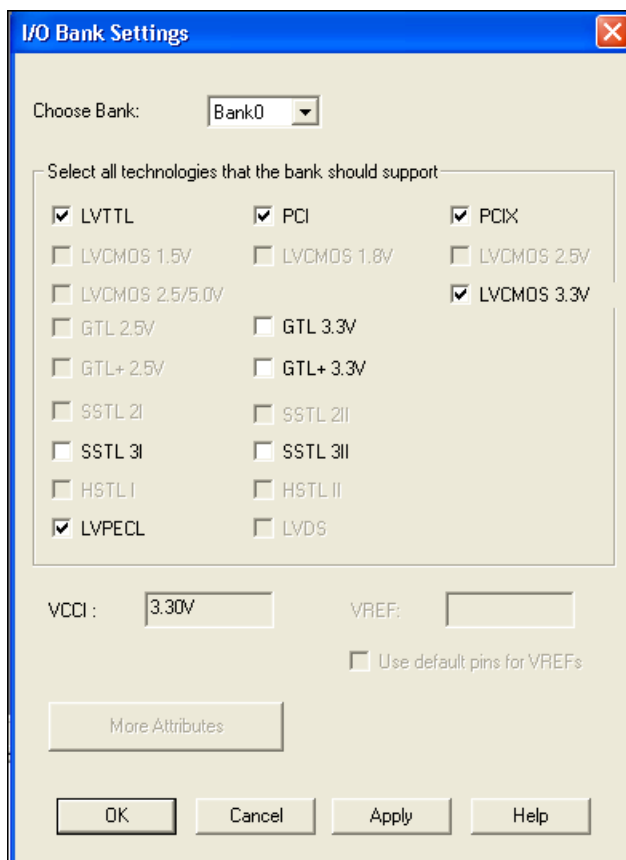 I/O Bank Settings
Choose Bank: Bank0
Select all technologies that the bank should support
LVTTL PCI PCIX
LVCMOS 1.5V LVCMOS 1.8V LVCMOS 2.5V
LVCMOS 2.5/5.0V LVCMOS 3.3V
GTL 2.5V GTL 3.3V
GTL+ 2.5V GTL+ 3.3V
SSTL 2I SSTL 2II
SSTL 3I SSTL 3II
HSTL I HSTL II
LVPECL LVDS
VCCI : 3.30V VREF:
Use default pins for VREFs
More Attributes
OK Cancel Apply Help